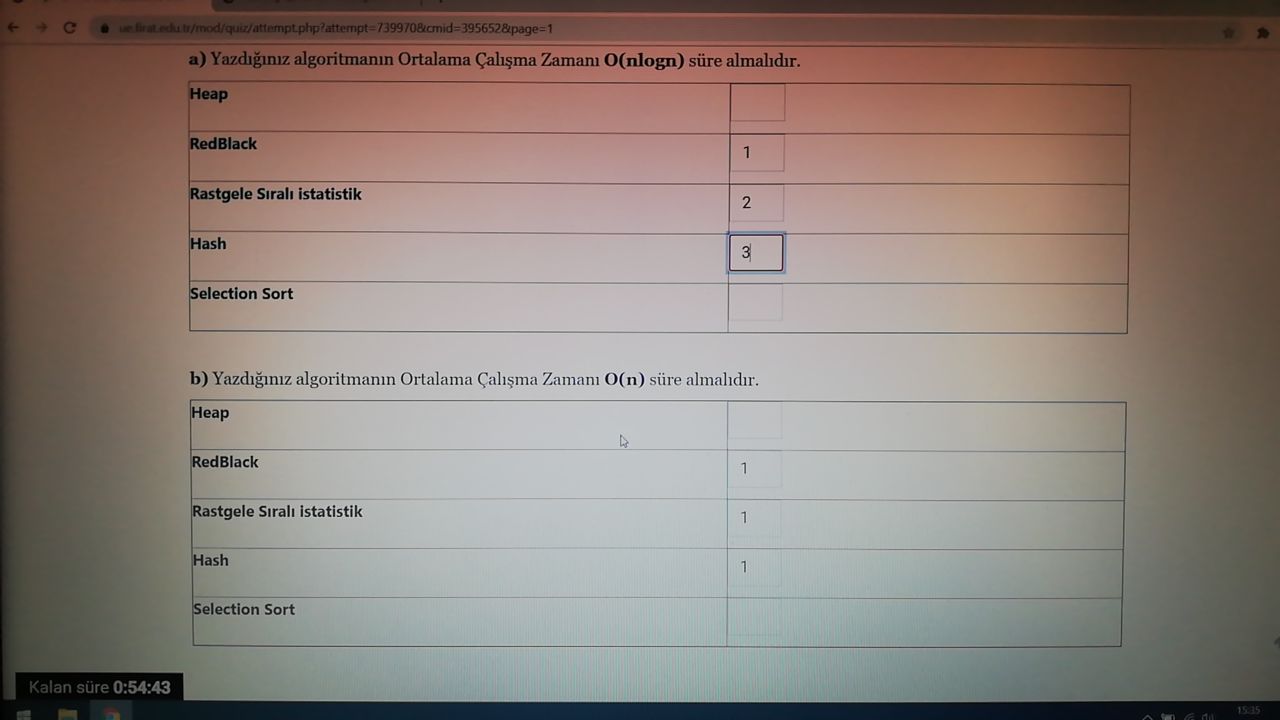 ue.firat.edu.tr/mod/quiz/attempt.php?attempt=739970&cmid=395652&page=1
a) Yazdığınız algoritmanın Ortalama Çalışma Zamanı O(nlogn) süre almalıdır.
Heap
RedBlack 1
Rastgele Sıralı istatistik 2
Hash 3
Selection Sort
b) Yazdığınız algoritmanın Ortalama Çalışma Zamanı O(n) süre almalıdır.
Heap
RedBlack 1
Rastgele Sıralı istatistik 1
Hash 1
Selection Sort
Kalan süre 0:54:43
15:35